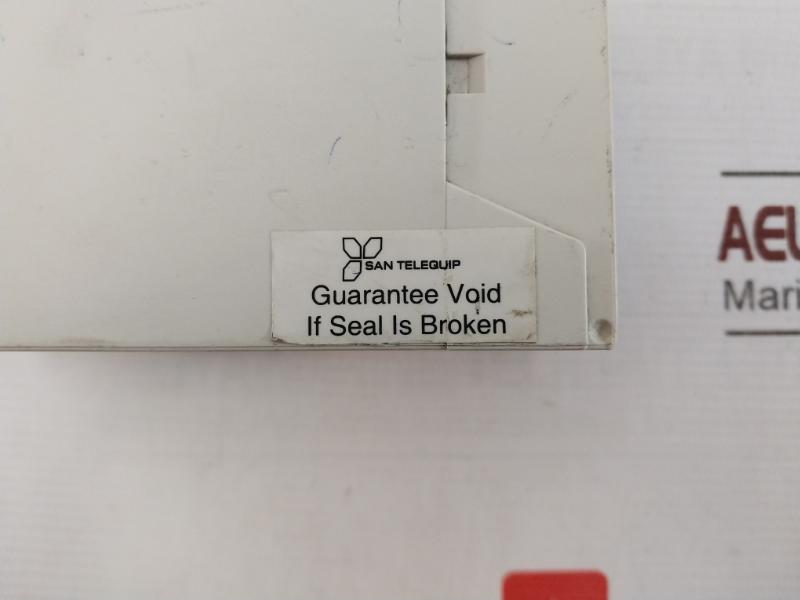 SAN TELEQUIP
Guarantee Void
If Seal Is Broken